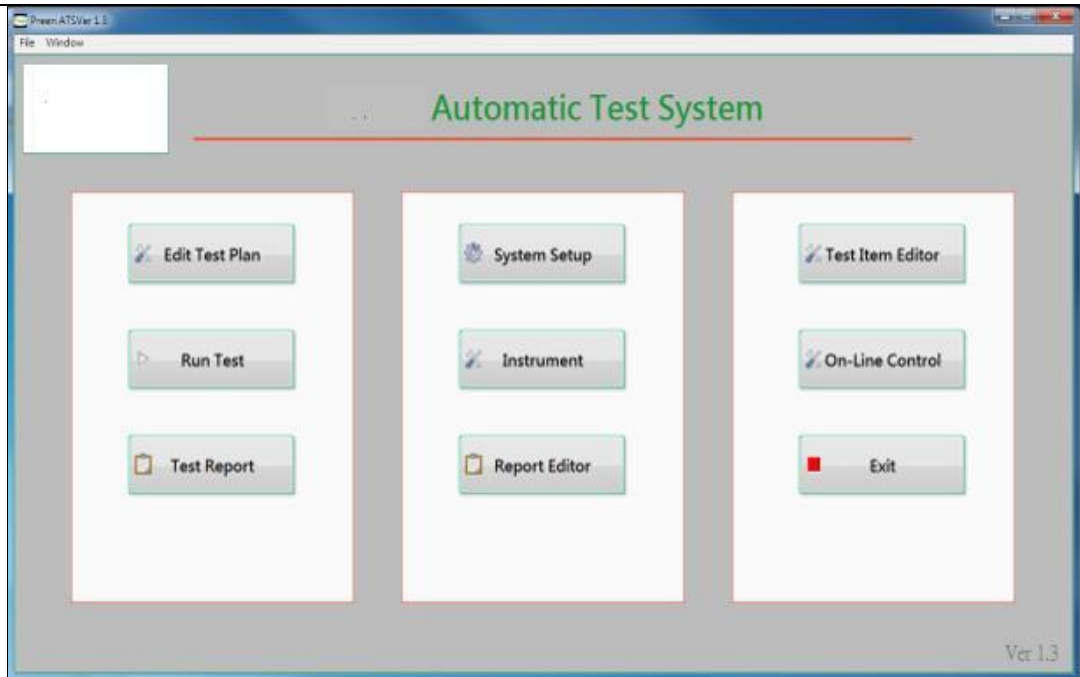 Preen ATSVer 1.3
File Window
Automatic Test System
Edit Test Plan
System Setup
Test Item Editor
Run Test
Instrument
On-Line Control
Test Report
Report Editor
Exit
Ver 1.3